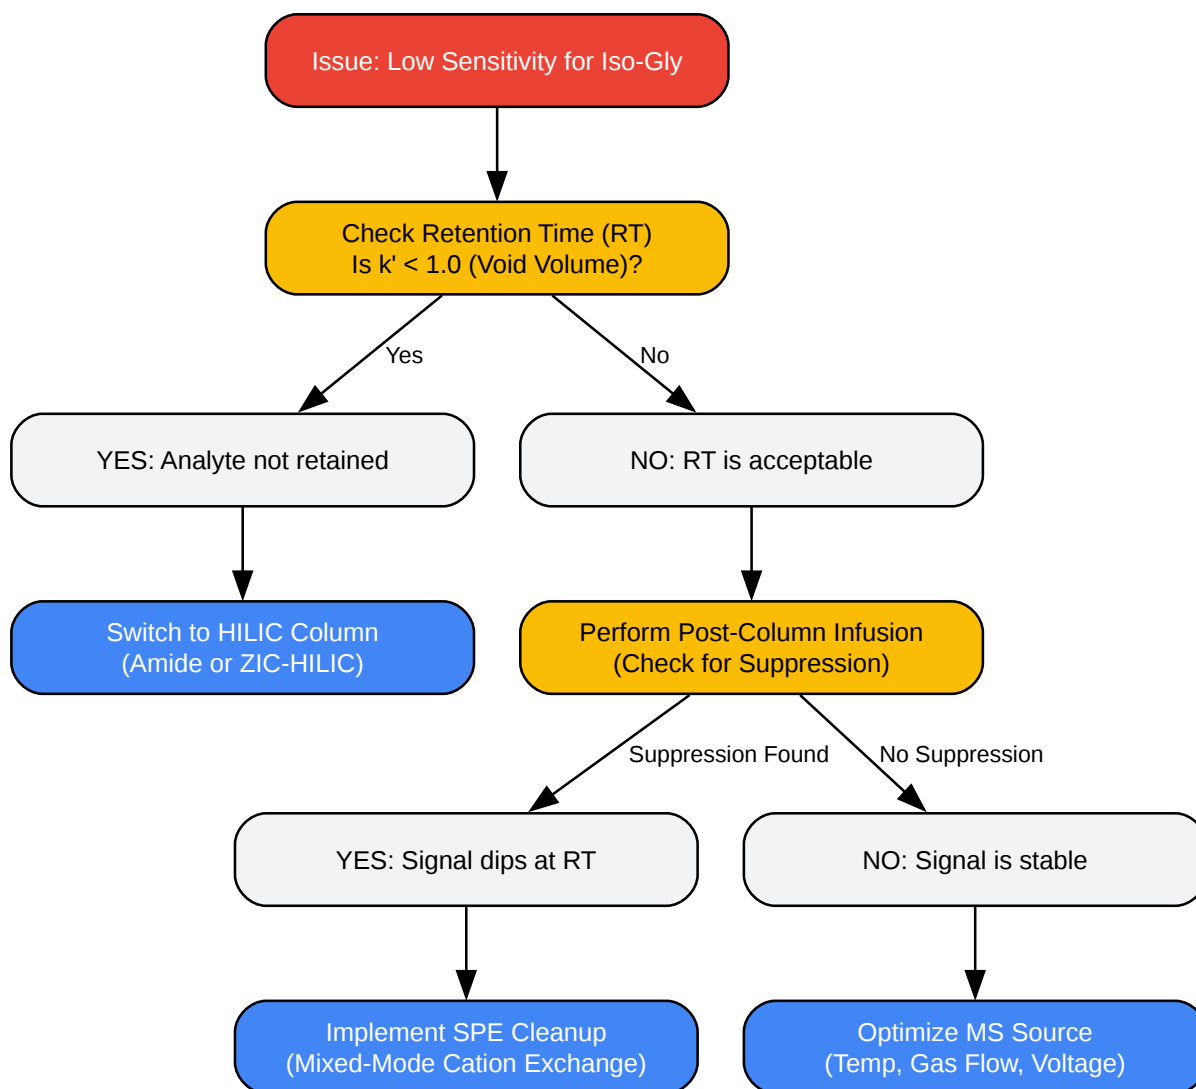 Issue: Low Sensitivity for Iso-Gly
Check Retention Time (RT)
Is k' < 1.0 (Void Volume)?
Yes
No
YES: Analyte not retained
NO: RT is acceptable
Switch to HILIC Column
(Amide or ZIC-HILIC)
Perform Post-Column Infusion
(Check for Suppression)
Suppression Found
No Suppression
YES: Signal dips at RT
NO: Signal is stable
Implement SPE Cleanup
(Mixed-Mode Cation Exchange)
Optimize MS Source
(Temp, Gas Flow, Voltage)